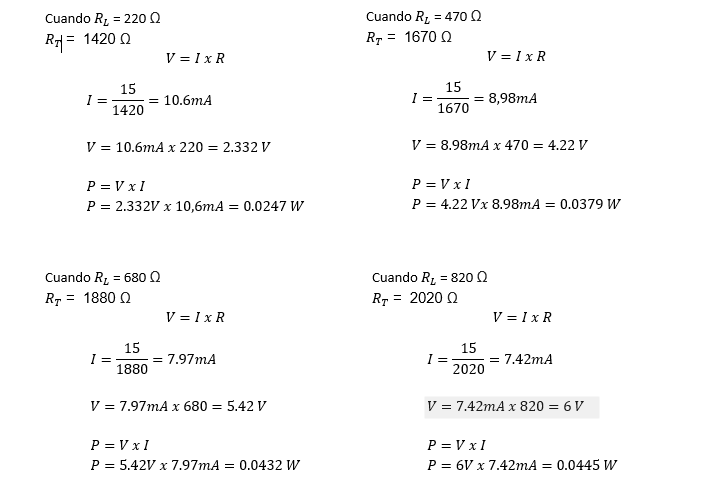 Cuando R_L = 220 Ω
R_T = 1420 Ω
V = I x R
I = 15/1420 = 10.6mA
V = 10.6mA x 220 = 2.332 V
P = V x I
P = 2.332V x 10,6mA = 0.0247 W
Cuando R_L = 470 Ω
R_T = 1670 Ω
V = I x R
I = 15/1670 = 8,98mA
V = 8.98mA x 470 = 4.22 V
P = V x I
P = 4.22 Vx 8.98mA = 0.0379 W
Cuando R_L = 680 Ω
R_T = 1880 Ω
V = I x R
I = 15/1880 = 7.97mA
V = 7.97mA x 680 = 5.42 V
P = V x I
P = 5.42V x 7.97mA = 0.0432 W
Cuando R_L = 820 Ω
R_T = 2020 Ω
V = I x R
I = 15/2020 = 7.42mA
V = 7.42mA x 820 = 6 V
P = V x I
P = 6V x 7.42mA = 0.0445 W